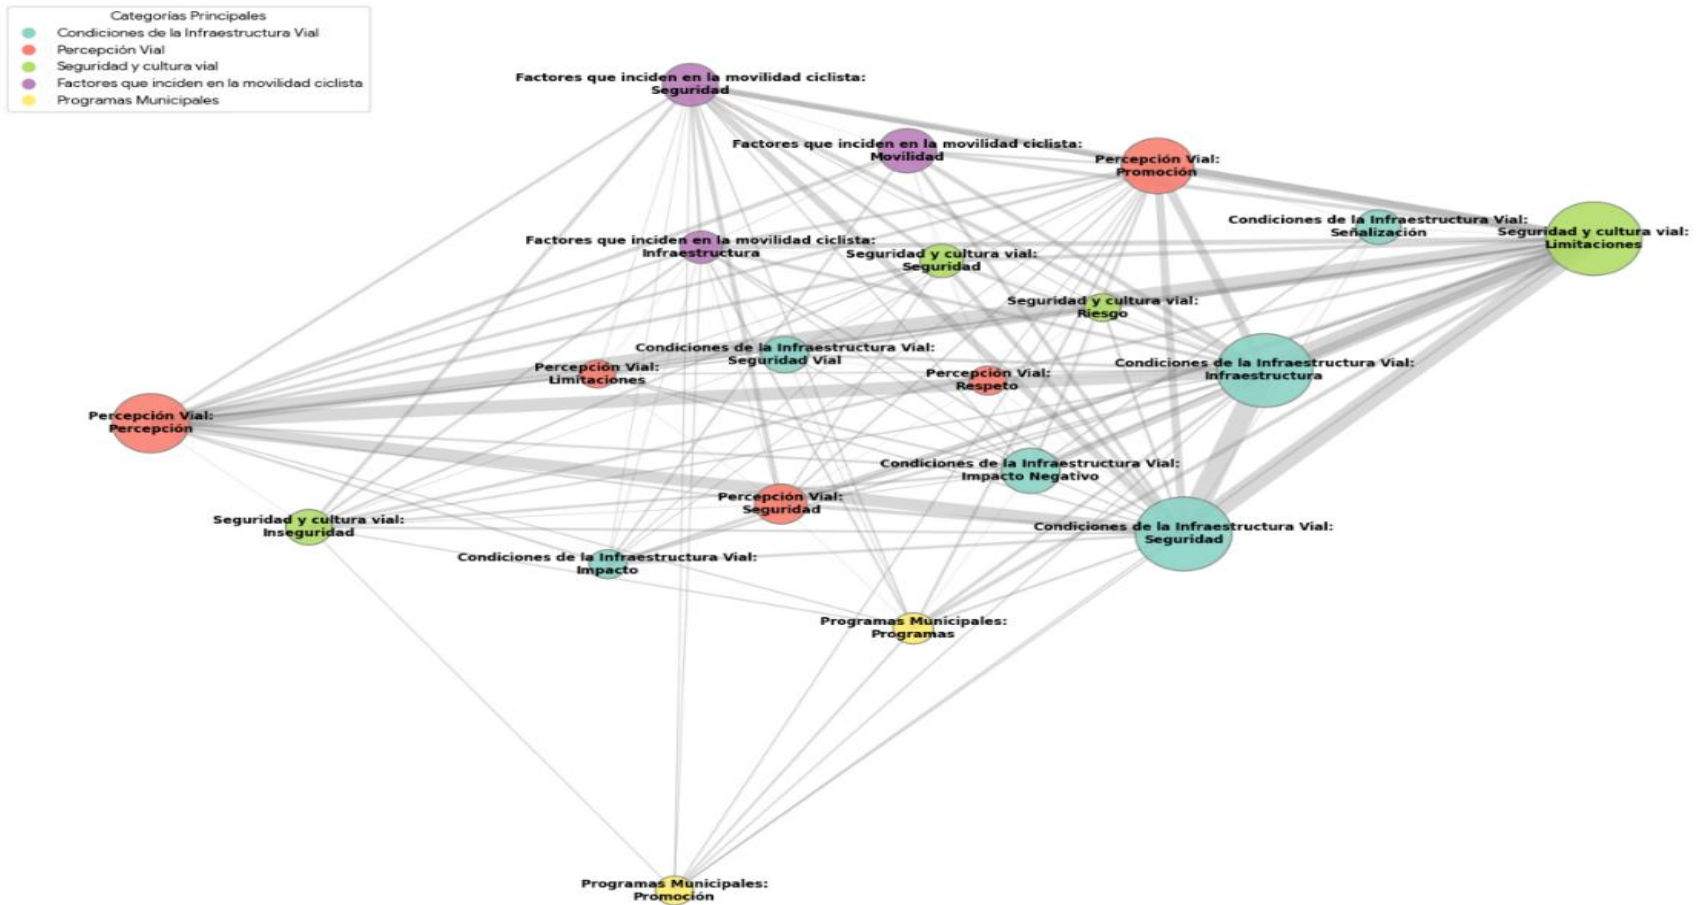 Categorías Principales
Condiciones de la Infraestructura Vial
Percepción Vial
Seguridad y cultura vial
Factores que inciden en la movilidad ciclista
Programas Municipales
Factores que inciden en la movilidad ciclista:
Seguridad
Factores que inciden en la movilidad ciclista:
Movilidad
Percepción Vial:
Promoción
Condiciones de la Infraestructura Vial:
Señalización
Seguridad y cultura vial:
Limitaciones
Factores que inciden en la movilidad ciclista:
Infraestructura
Seguridad y cultura vial:
Seguridad
Seguridad y cultura vial:
Riesgo
Condiciones de la Infraestructura Vial:
Seguridad Vial
Percepción Vial:
Limitaciones
Percepción Vial:
Respeto
Condiciones de la Infraestructura Vial:
Infraestructura
Percepción Vial:
Percepción
Condiciones de la Infraestructura Vial:
Impacto Negativo
Percepción Vial:
Seguridad
Seguridad y cultura vial:
Inseguridad
Condiciones de la Infraestructura Vial:
Seguridad
Condiciones de la Infraestructura Vial:
Impacto
Programas Municipales:
Programas
Programas Municipales:
Promoción